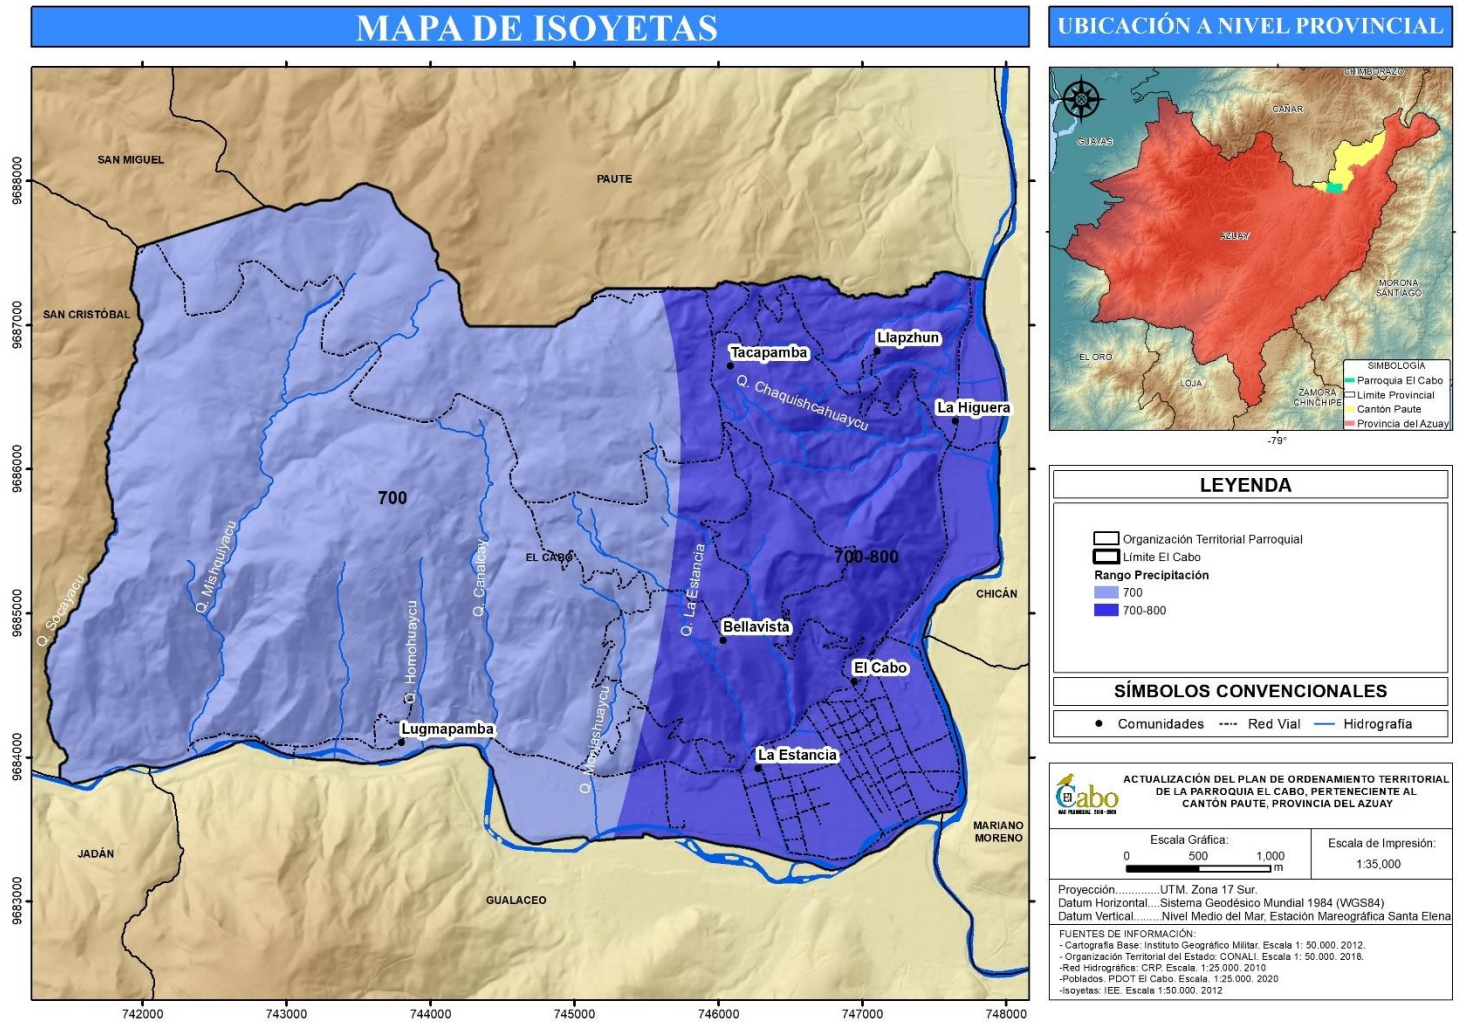 MAPA DE ISOYETAS
UBICACIÓN A NIVEL PROVINCIAL
SAN MIGUEL
PAUTE
SAN CRISTÓBAL
Tacapamba
Llapzhun
Q. Chaquishcahuaycu
La Higuera
700
Q. Mishquiyacu
Q. Canalcay
EL CABO
700-800
Q. La Estancia
CHICÁN
Q. Socayacu
Q. Homohuaycu
Bellavista
El Cabo
Lugmapamba
La Estancia
MARIANO
MORENO
JADÁN
GUALACEO
9688000
9687000
9686000
9685000
9684000
9683000
742000
743000
744000
745000
746000
747000
748000
CHIMBORAZO
CAÑAR
GUAYAS
AZUAY
MORONA
SANTIAGO
EL ORO
LOJA
ZAMORA
CHINCHIPE
SIMBOLOGÍA
Parroquia El Cabo
Límite Provincial
Cantón Paute
Provincia del Azuay
-79°
LEYENDA
Organización Territorial Parroquial
Límite El Cabo
Rango Precipitación
700
700-800
SÍMBOLOS CONVENCIONALES
Comunidades
Red Vial
Hidrografía
El Cabo
ACTUALIZACIÓN DEL PLAN DE ORDENAMIENTO TERRITORIAL
DE LA PARROQUIA EL CABO, PERTENECIENTE AL
CANTÓN PAUTE, PROVINCIA DEL AZUAY
Escala Gráfica:
0 500 1,000
m
Escala de Impresión:
1:35,000
Proyección.............UTM. Zona 17 Sur.
Datum Horizontal....Sistema Geodésico Mundial 1984 (WGS84)
Datum Vertical.........Nivel Medio del Mar, Estación Mareográfica Santa Elena
FUENTES DE INFORMACIÓN:
- Cartografía Base: Instituto Geográfico Militar. Escala 1: 50.000. 2012.
- Organización Territorial del Estado: CONALI. Escala 1: 50.000. 2018.
-Red Hidrográfica: CRP. Escala. 1:25.000. 2010
-Poblados. PDOT El Cabo. Escala. 1:25.000. 2020
-Isoyetas: IEE. Escala 1:50.000. 2012